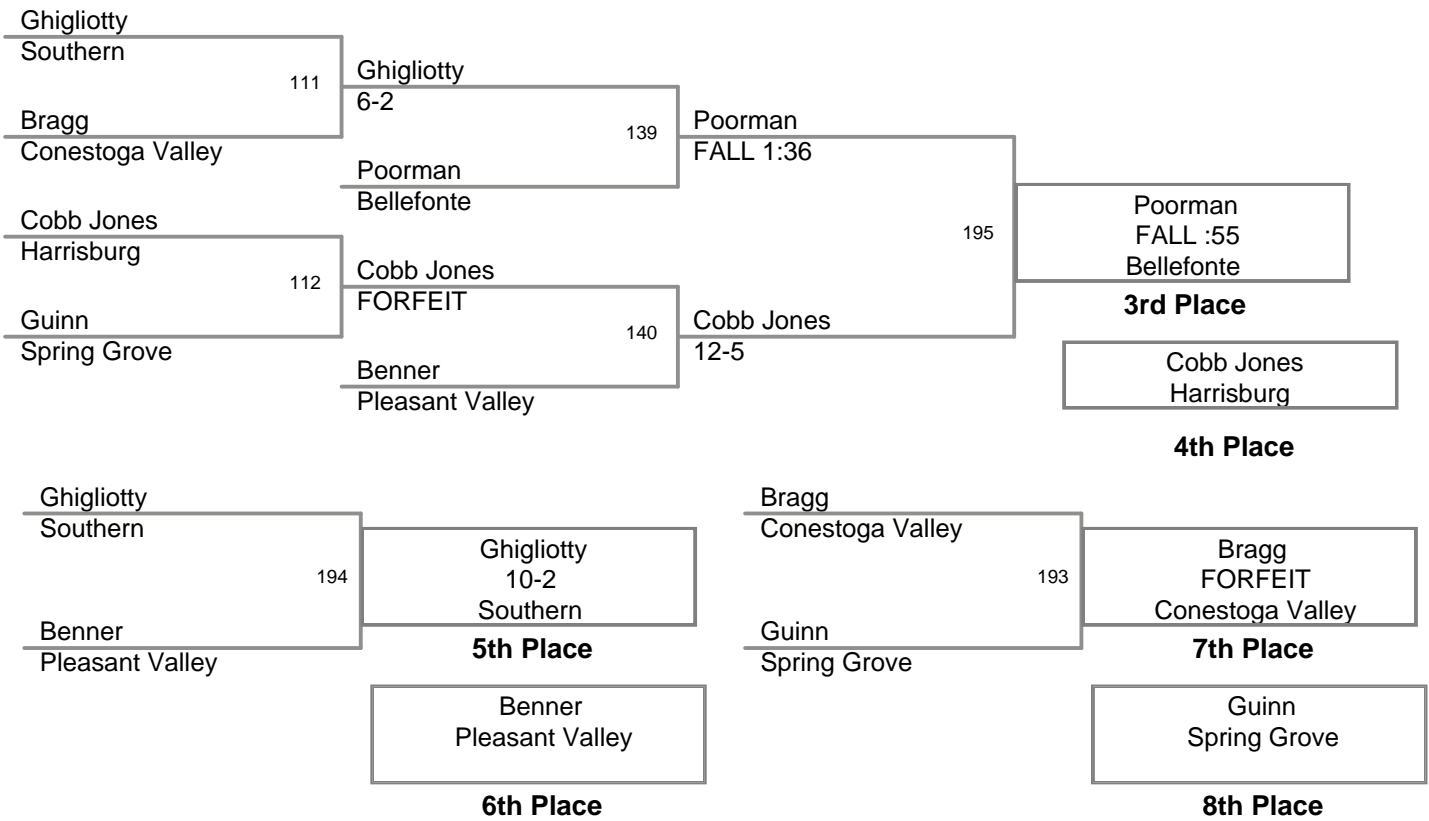 Ghigliotty
Southern
111
Bragg
Conestoga Valley
Ghigliotty
6-2
139
Poorman
Bellefonte
Poorman
FALL 1:36
Cobb Jones
Harrisburg
112
Guinn
Spring Grove
Cobb Jones
FORFEIT
140
Benner
Pleasant Valley
Cobb Jones
12-5
195
Poorman
FALL :55
Bellefonte
3rd Place
Cobb Jones
Harrisburg
4th Place
Ghigliotty
Southern
194
Benner
Pleasant Valley
Ghigliotty
10-2
Southern
5th Place
Benner
Pleasant Valley
6th Place
Bragg
Conestoga Valley
193
Guinn
Spring Grove
Bragg
FORFEIT
Conestoga Valley
7th Place
Guinn
Spring Grove
8th Place